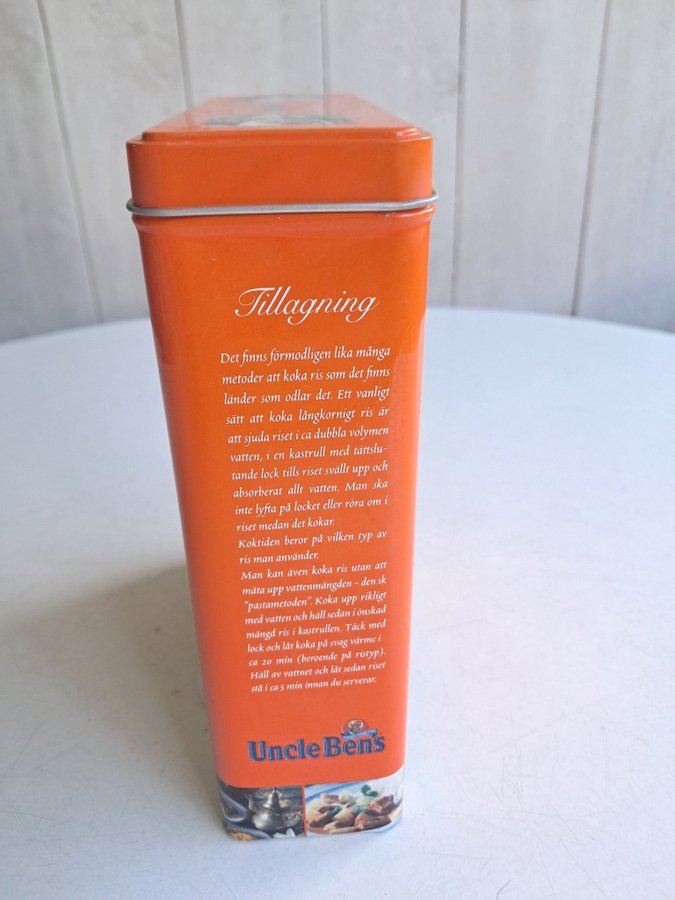 Tillagning
Det finns förmodligen lika många
metoder att koka ris som det finns
länder som odlar det. Ett vanligt
sätt att koka långkornigt ris är
att sjuda riset i ca dubbla volymen
vatten, i en kastrull med tättslu-
tande lock tills riset svällt upp och
absorberat allt vatten. Man ska
inte lyfta på locket eller röra om i
riset medan det kokar.
Koktiden beror på vilken typ av
ris man använder.
Man kan även koka ris utan att
mäta upp vattenmängden - den sk
"pastametoden". Koka upp rikligt
med vatten och häll sedan i önskad
mängd ris i kastrullen. Täck med
lock och låt koka på svag värme i
ca 20 min (beroende på ristyp).
Häll av vattnet och låt sedan riset
stå i ca 5 min innan du serverar.
Uncle Ben's